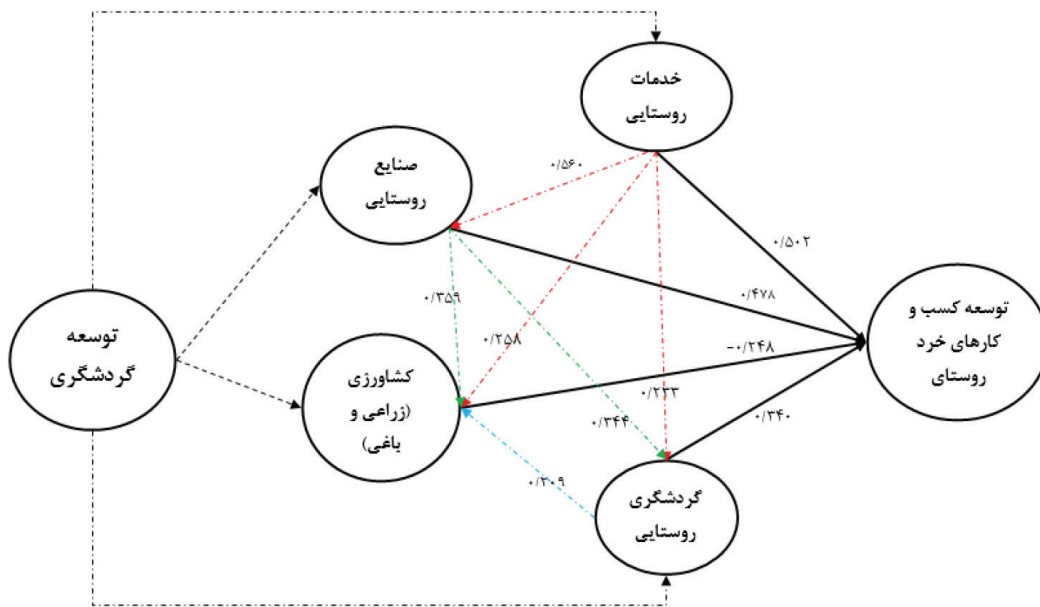 خدمات
روستایی
صنایع
روستایی
۰/۵۶۰
۰/۵۰۲
۰/۳۵۹
۰/۲۵۸
۰/۴۷۸
توسعه
گردشگری
توسعه کسب و
کارهای خرد
روستای
-۰/۲۴۸
کشاورزی
(زراعی و
باغی)
۰/۲۳۳
۰/۳۴۴
۰/۳۴۰
۰/۲۰۹
گردشگری
روستایی